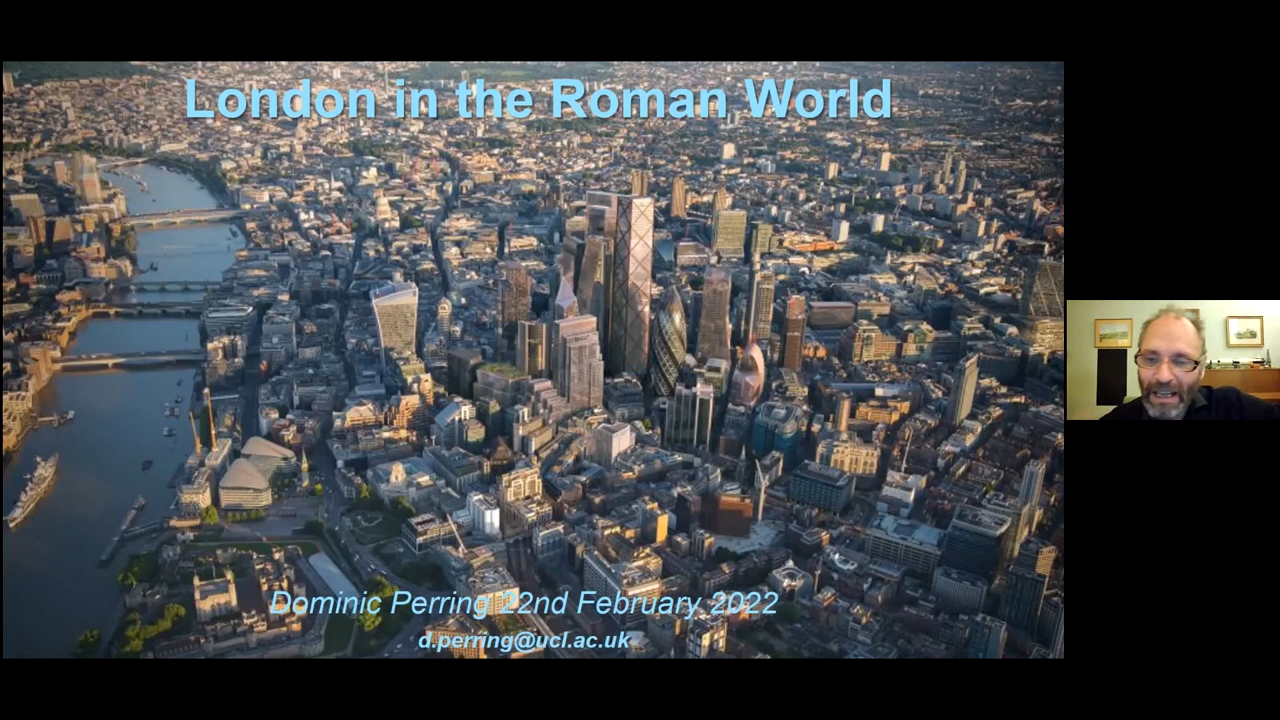 London in the Roman World
Dominic Perring 22nd February 2022
d.perring@ucl.ac.uk